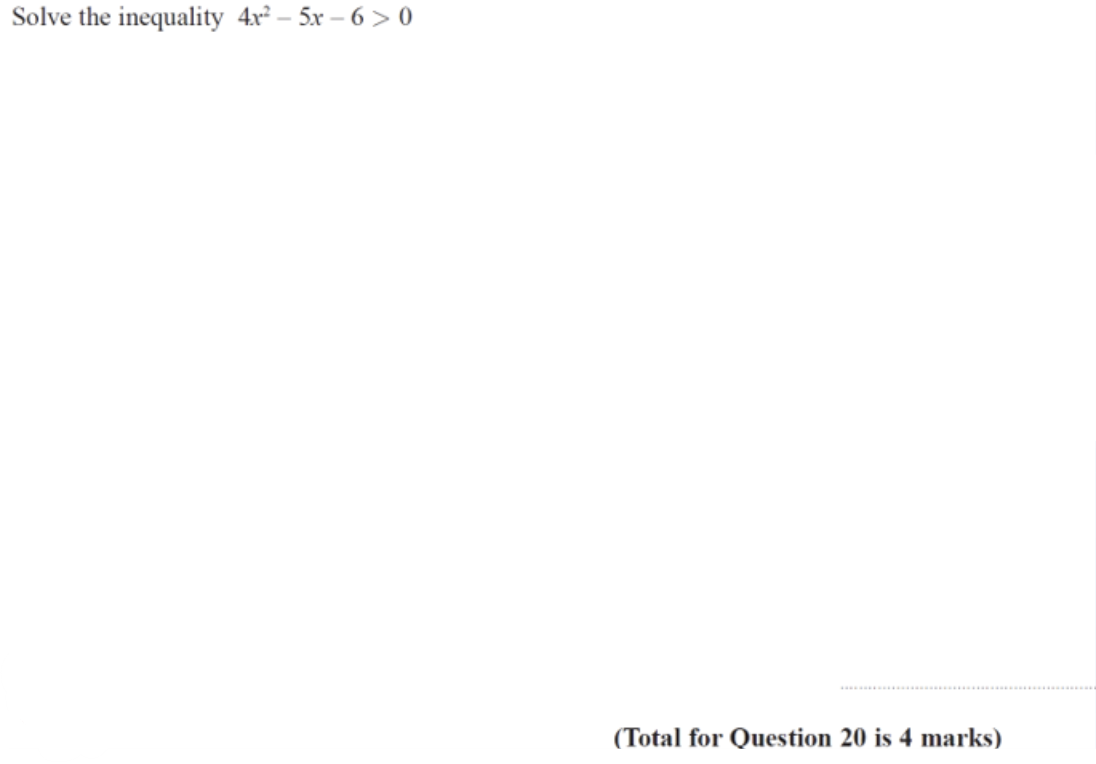 Solve the inequality 4x² – 5x – 6 > 0
(Total for Question 20 is 4 marks)